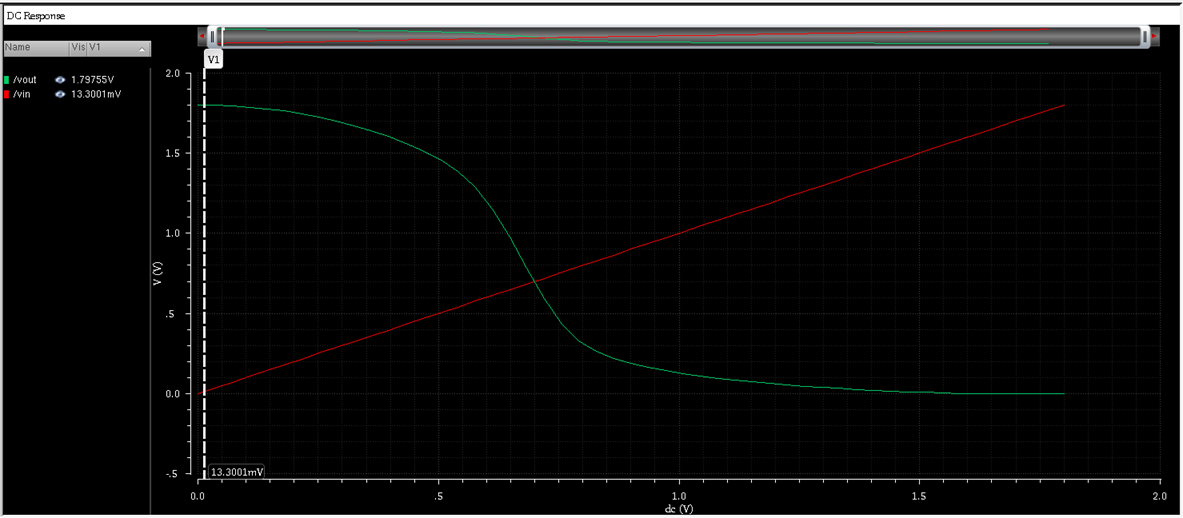 DC Response
Name Vis V1
V1
/vout 1.79755V
/vin 13.3001mV
2.0
1.5
1.0
.5
0.0
-.5
V (V)
13.3001mV
0.0 .5 1.0 1.5 2.0
dc (V)